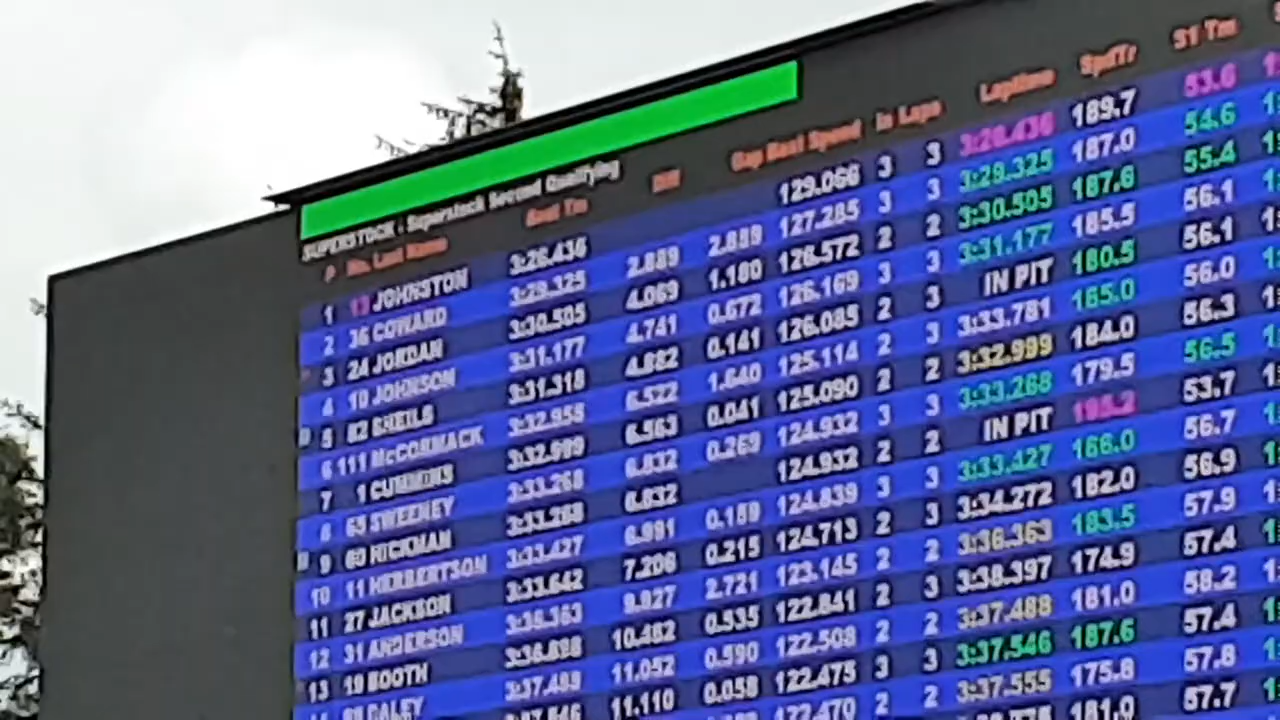 SUPERSTOCK : Superstock Second Qualifying
P No. Last Name Best Tm Diff Gap Best Speed In Laps Laptime SpdTr S1 Tm
1 13 JOHNSTON 3:26.436 129.066 3 3 3:26.436 189.7 53.6
2 36 COWARD 3:29.325 2.889 2.889 127.285 3 3 3:29.325 187.0 54.6
3 24 JORDAN 3:30.505 4.069 1.180 126.572 2 2 3:30.505 187.6 55.4
4 10 JOHNSON 3:31.177 4.741 0.672 126.169 3 3 3:31.177 185.5 56.1
5 82 SHEILS 3:31.318 4.882 0.141 126.085 2 3 IN PIT 180.5 56.1
6 111 McCORMACK 3:32.958 6.522 1.640 125.114 2 3 3:33.781 185.0 56.0
7 1 CUMMINS 3:32.999 6.563 0.041 125.090 2 2 3:32.999 184.0 56.3
8 63 SWEENEY 3:33.268 6.832 0.269 124.932 3 3 3:33.268 179.5 56.5
9 60 HICKMAN 3:33.268 6.832 124.932 2 2 IN PIT 195.2 53.7
10 11 HERBERTSON 3:33.427 6.991 0.159 124.839 3 3 3:33.427 166.0 56.7
11 27 JACKSON 3:33.642 7.206 0.215 124.713 2 3 3:34.272 182.0 56.9
12 31 ANDERSON 3:36.363 9.927 2.721 123.145 2 2 3:36.363 183.5 57.9
13 19 BOOTH 3:36.898 10.462 0.535 122.841 2 3 3:38.397 174.9 57.4
DALEY 3:37.488 11.052 0.590 122.508 2 2 3:37.488 181.0 58.2
3:37.546 11.110 0.058 122.475 3 3 3:37.546 187.6 57.4
122.470 2 2 3:37.555 175.8 57.8
181.0 57.7